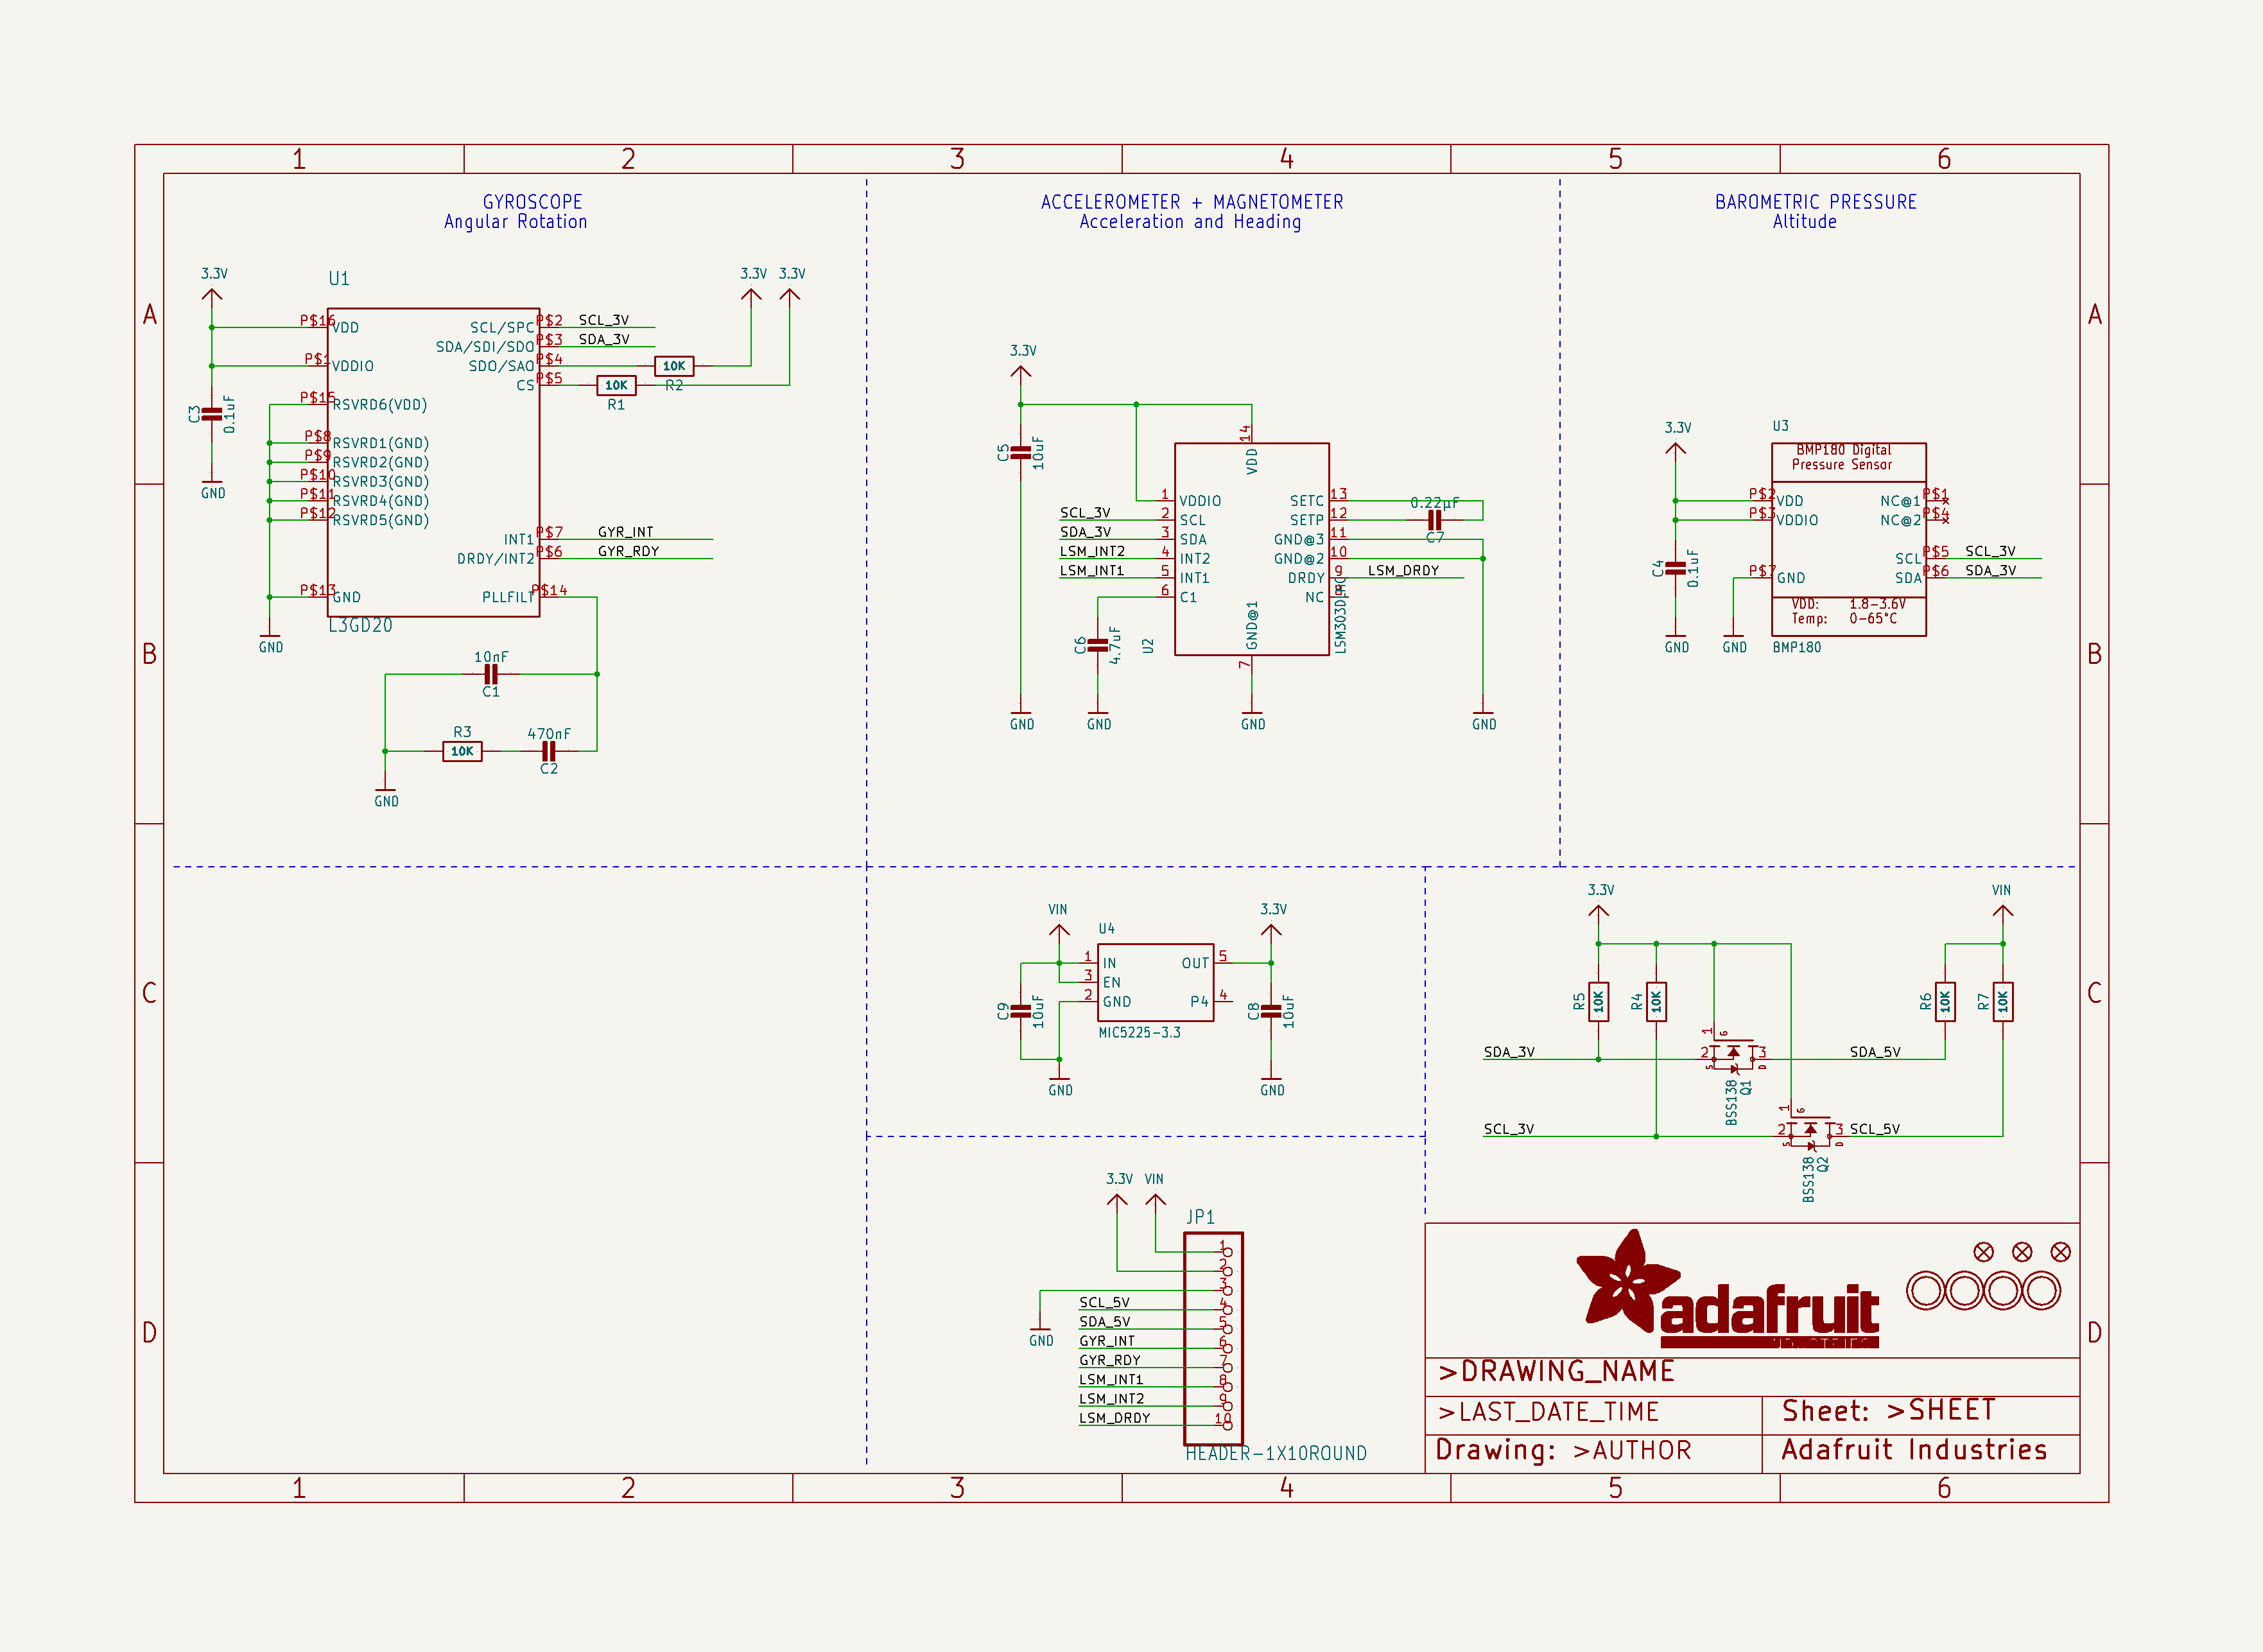 1 2 3 4 5 6
A
B
C
D
GYROSCOPE
Angular Rotation
3.3V
U1
3.3V 3.3V
P$16 VDD
P$1 VDDIO
P$15 RSVRD6(VDD)
P$8 RSVRD1(GND)
P$9 RSVRD2(GND)
P$10 RSVRD3(GND)
P$11 RSVRD4(GND)
P$12 RSVRD5(GND)
P$13 GND
SCL/SPC P$2 SCL_3V
SDA/SDI/SDO P$3 SDA_3V
SDO/SAO P$4 10K R2
CS P$5 10K R1
INT1 P$7 GYR_INT
DRDY/INT2 P$6 GYR_RDY
PLLFILT P$14
C3 0.1uF
GND
GND
L3GD20
10nF
C1
R3
10K
470nF
C2
GND
ACCELEROMETER + MAGNETOMETER
Acceleration and Heading
3.3V
C5 10uF
14 VDD
SCL_3V
SDA_3V
LSM_INT2
LSM_INT1
1 VDDIO
2 SCL
3 SDA
4 INT2
5 INT1
6 C1
SETC 13
SETP 12
GND@3 11
GND@2 10
DRDY 9 LSM_DRDY
NC
0.22µF
C7
GND@1 7
C6 4.7uF
U2
GND
GND
GND
GND
BAROMETRIC PRESSURE
Altitude
3.3V
U3
BMP180 Digital
Pressure Sensor
P$2 VDD
P$3 VDDIO
P$7 GND
NC@1 P$1
NC@2 P$4
SCL P$5 SCL_3V
SDA P$6 SDA_3V
VDD: 1.8-3.6V
Temp: 0-65°C
C4 0.1uF
GND
GND
BMP180
VIN
U4
3.3V
1 IN
3 EN
2 GND
OUT 5
P4 4
C9 10uF
MIC5225-3.3
C8 10uF
GND
GND
3.3V
VIN
R5 10K
R4 10K
R6 10K
R7 10K
SDA_3V
1 G
2 S
3 D
SDA_5V
BSS138
Q1
SCL_3V
1 G
2 S
3 D
SCL_5V
BSS138
Q2
3.3V VIN
JP1
1
2
3
GND
SCL_5V 4
SDA_5V 5
GYR_INT 6
GYR_RDY 7
LSM_INT1 8
LSM_INT2 9
LSM_DRDY 10
HEADER-1X10ROUND
adafruit
>DRAWING_NAME
>LAST_DATE_TIME
Sheet: >SHEET
Drawing: >AUTHOR
Adafruit Industries
A
B
C
D
1 2 3 4 5 6